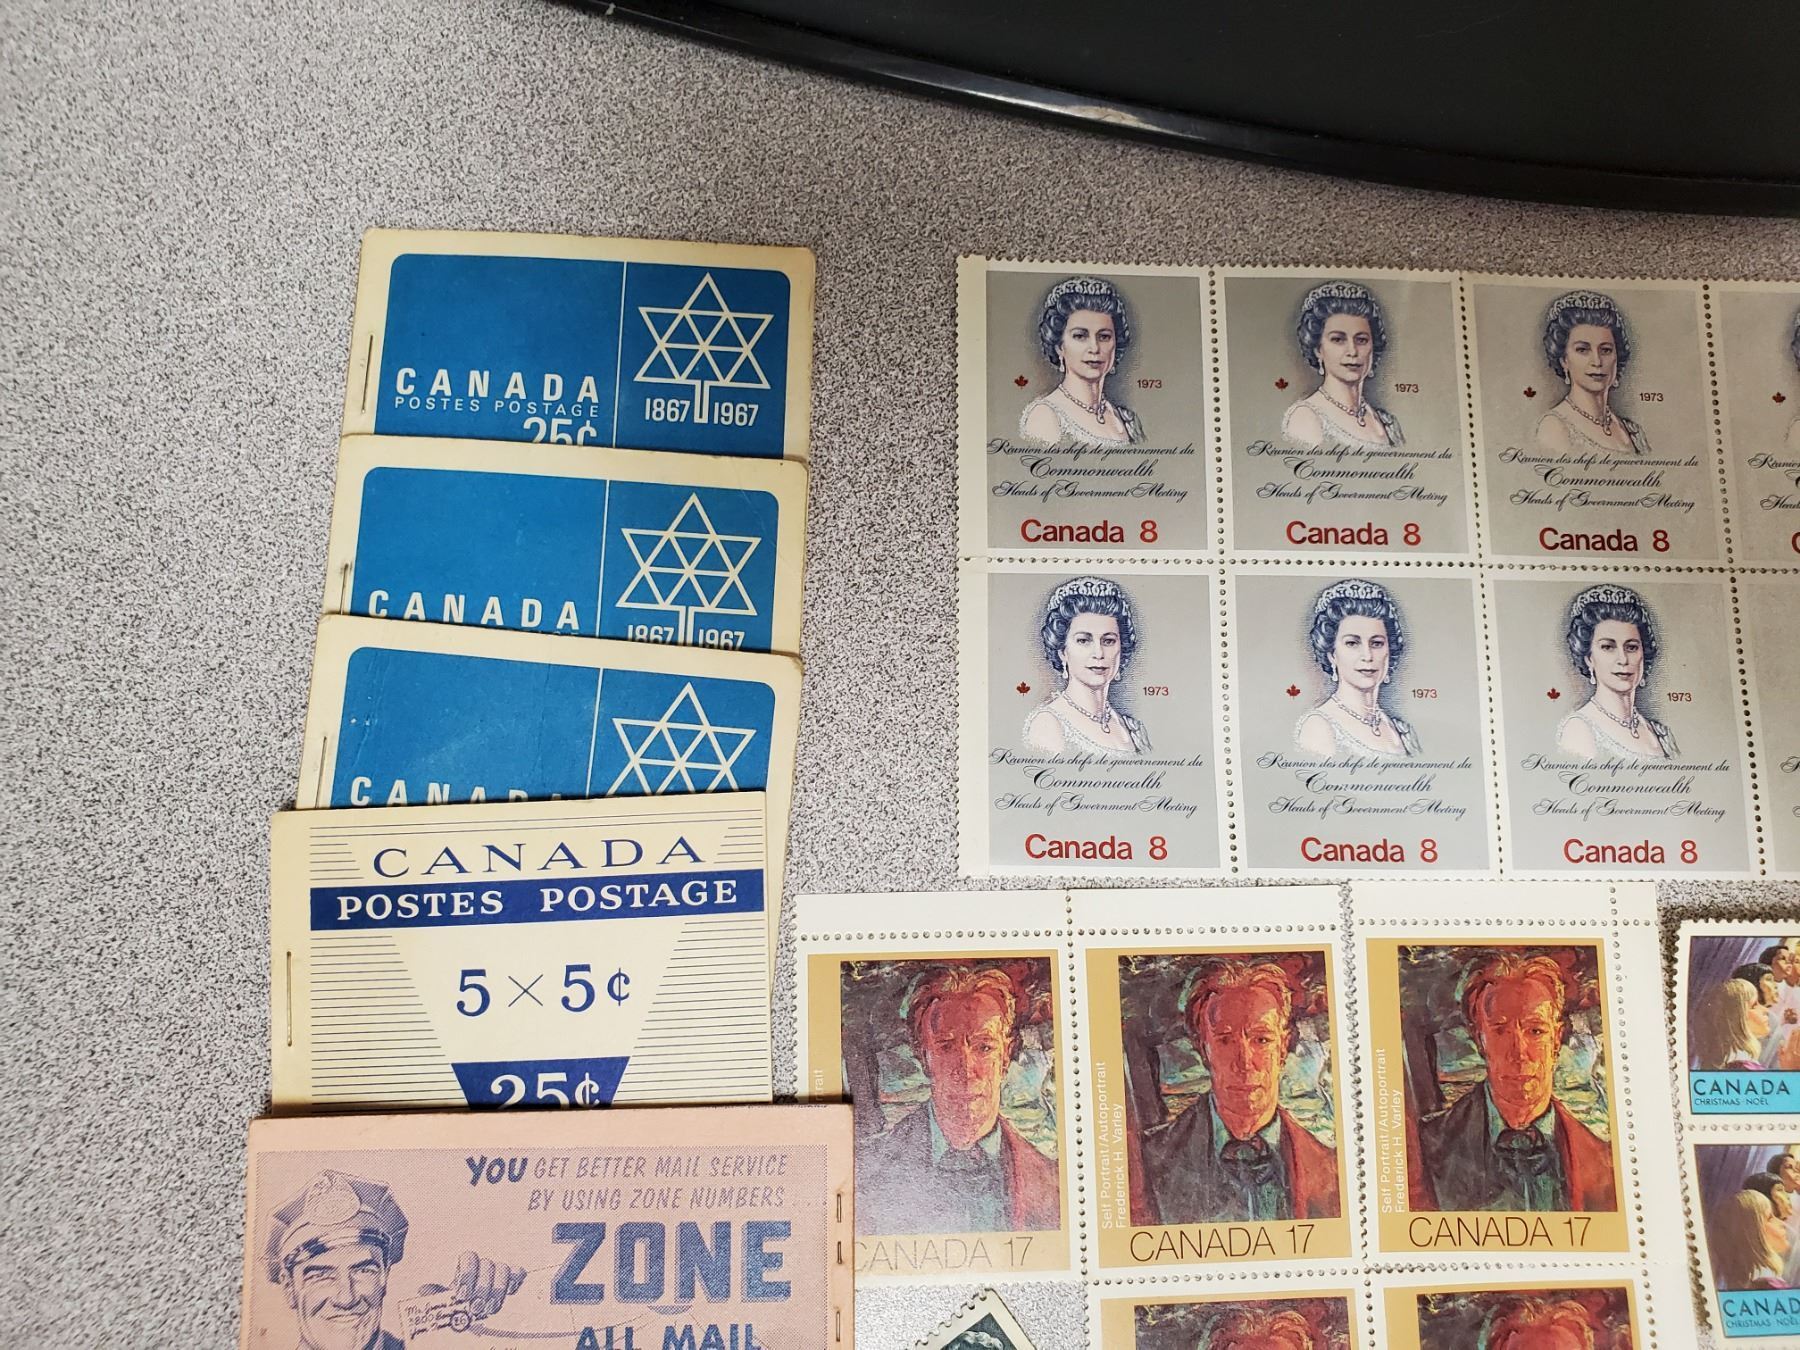 CANADA
POSTES POSTAGE
25¢
1867 1967
CANADA
1867 1967
CANADA
CANADA
POSTES POSTAGE
5 × 5¢
25¢
YOU GET BETTER MAIL SERVICE
BY USING ZONE NUMBERS...
ZONE
ALL MAIL
1973
Réunion des chefs de gouvernement du
Commonwealth
Heads of Government Meeting
Canada 8
1973
Réunion des chefs de gouvernement du
Commonwealth
Heads of Government Meeting
Canada 8
1973
Réunion des chefs de gouvernement du
Commonwealth
Heads of Government Meeting
Canada 8
1973
Réunion des chefs de gouvernement du
Commonwealth
Heads of Government Meeting
Canada 8
1973
Réunion des chefs de gouvernement du
Commonwealth
Heads of Government Meeting
Canada 8
1973
Réunion des chefs de gouvernement du
Commonwealth
Heads of Government Meeting
Canada 8
CANADA 17
Self Portrait/Autoportrait
Frederick H. Varley
CANADA 17
Self Portrait/Autoportrait
Frederick H. Varley
CANADA 17
CANADA
CHRISTMAS·NOËL
CANADA
CHRISTMAS·NOËL